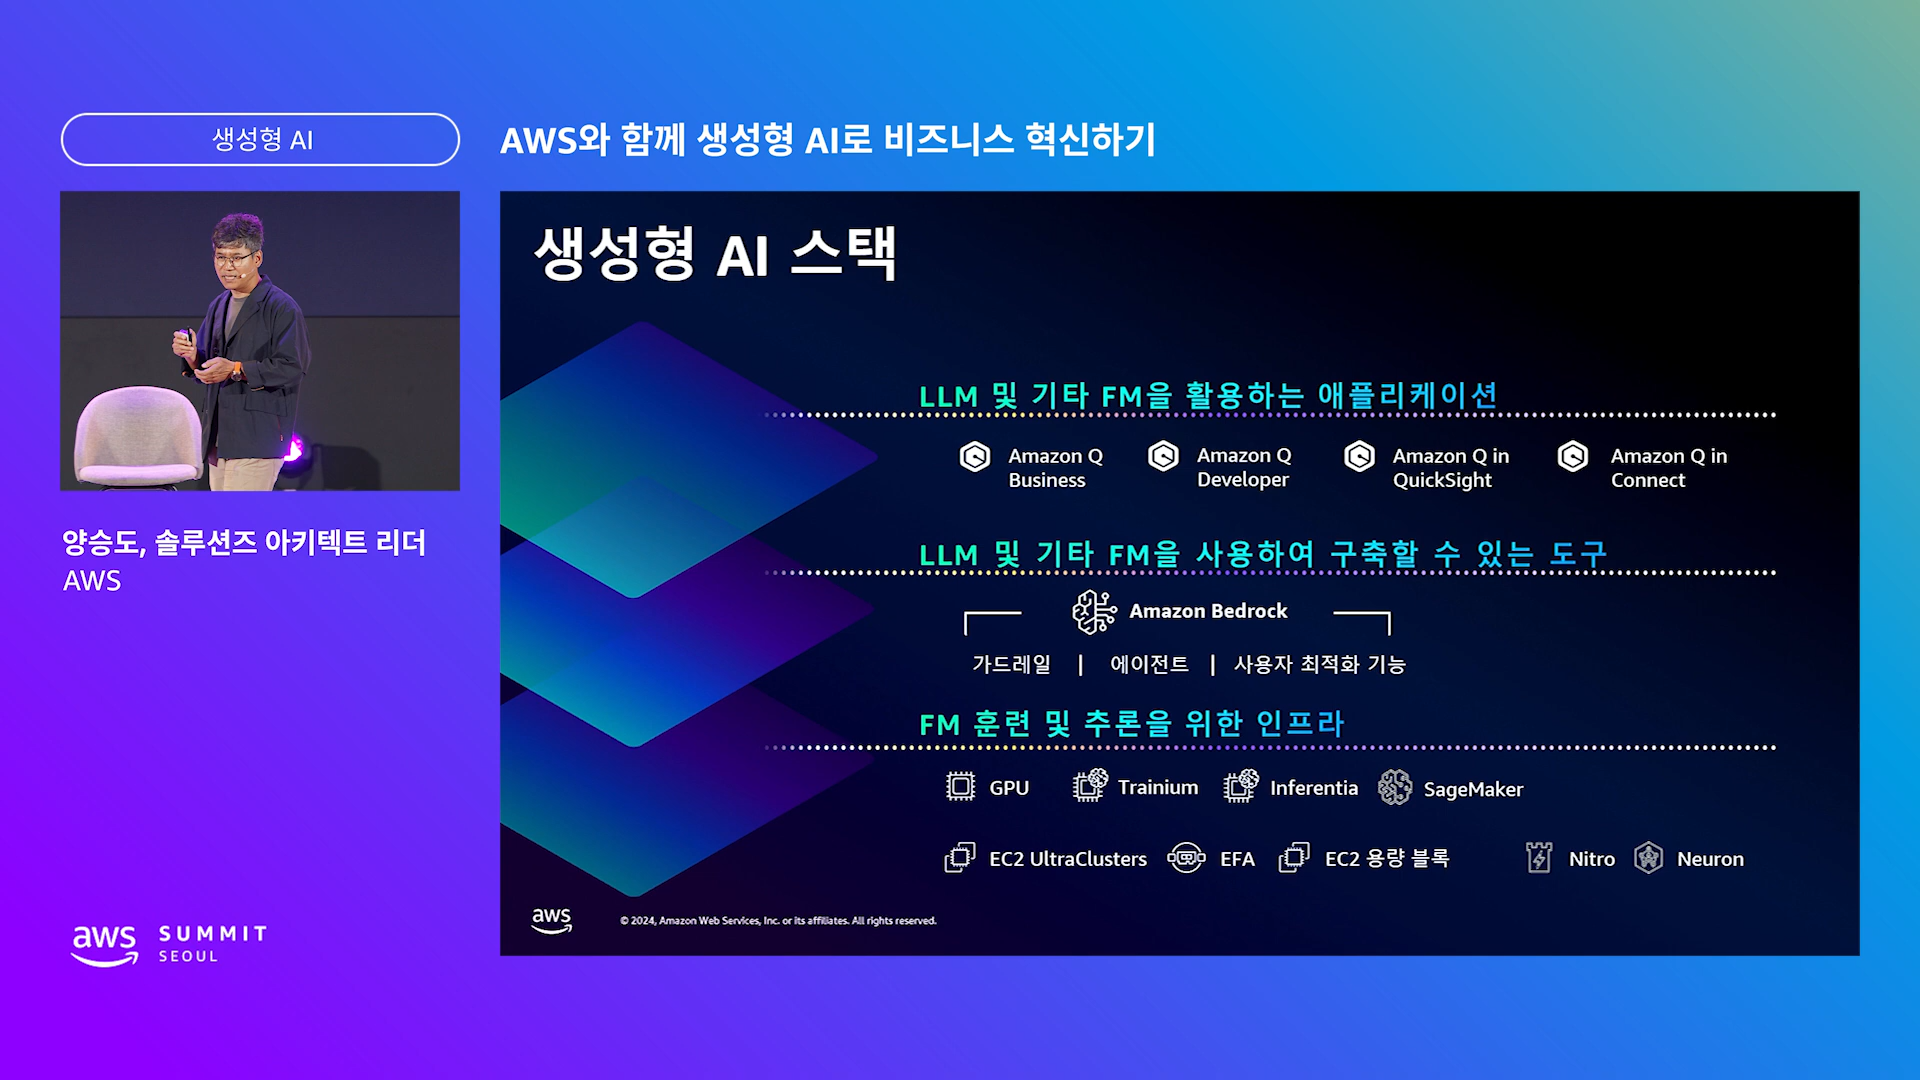 생성형 AI
AWS와 함께 생성형 AI로 비즈니스 혁신하기
양승도, 솔루션즈 아키텍트 리더
AWS
생성형 AI 스택
LLM 및 기타 FM을 활용하는 애플리케이션
Amazon Q Business
Amazon Q Developer
Amazon Q in QuickSight
Amazon Q in Connect
LLM 및 기타 FM을 사용하여 구축할 수 있는 도구
Amazon Bedrock
가드레일 | 에이전트 | 사용자 최적화 기능
FM 훈련 및 추론을 위한 인프라
GPU Trainium Inferentia SageMaker
EC2 UltraClusters EFA EC2 용량 블록 Nitro Neuron
aws © 2024, Amazon Web Services, Inc. or its affiliates. All rights reserved.
aws SUMMIT
SEOUL